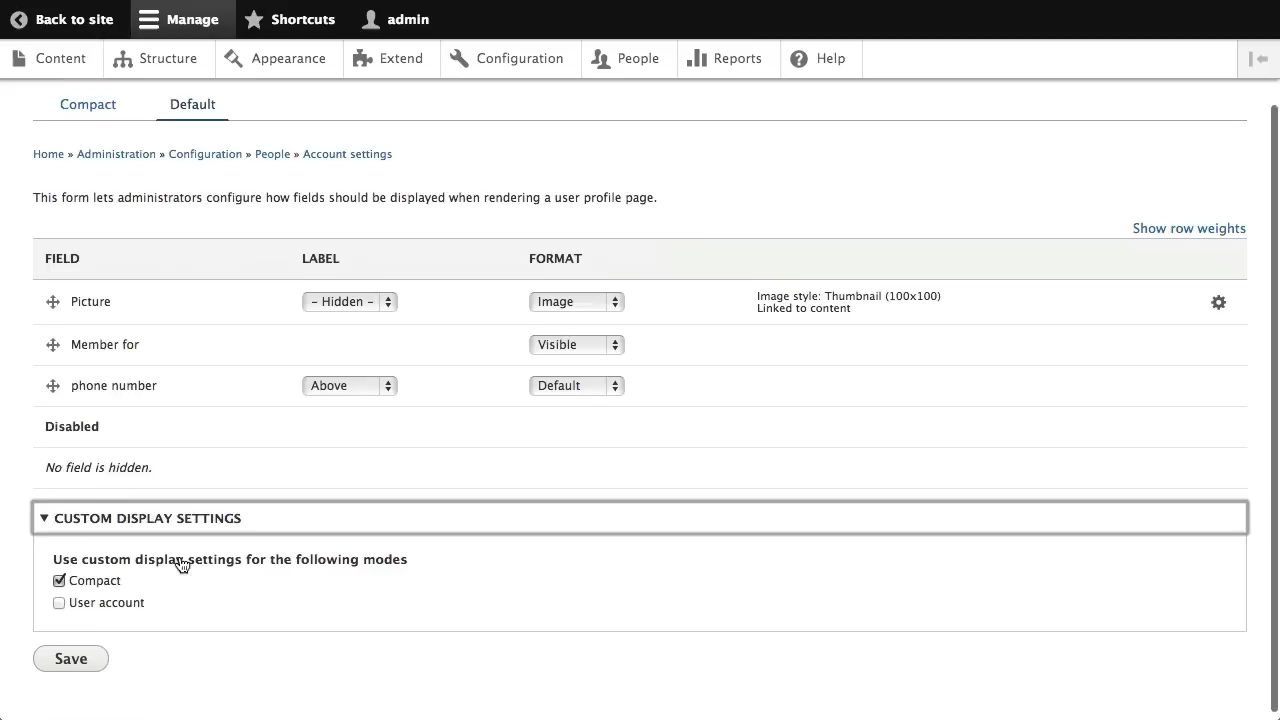 Back to site Manage Shortcuts admin
Content Structure Appearance Extend Configuration People Reports Help
Compact Default
Home » Administration » Configuration » People » Account settings
This form lets administrators configure how fields should be displayed when rendering a user profile page.
Show row weights
FIELD LABEL FORMAT
Picture – Hidden – Image Image style: Thumbnail (100x100)
Linked to content
Member for Visible
phone number Above Default
Disabled
No field is hidden.
CUSTOM DISPLAY SETTINGS
Use custom display settings for the following modes
Compact
User account
Save